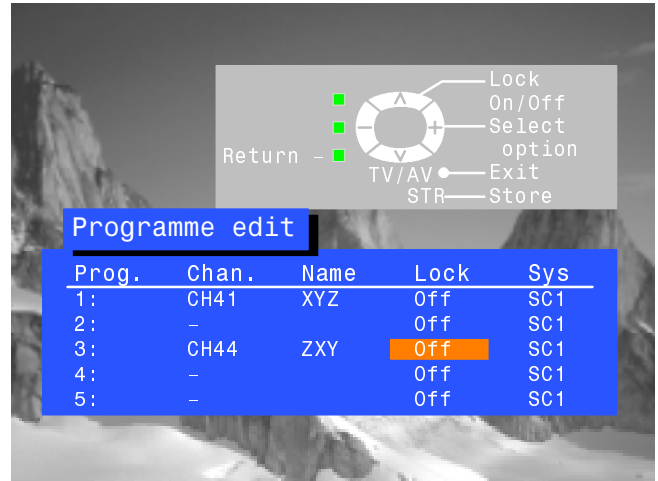 Lock
On/Off
Select
option
Return –
TV/AV Exit
STR Store
Programme edit
Prog. Chan. Name Lock Sys
1: CH41 XYZ Off SC1
2: – Off SC1
3: CH44 ZXY Off SC1
4: – Off SC1
5: – Off SC1